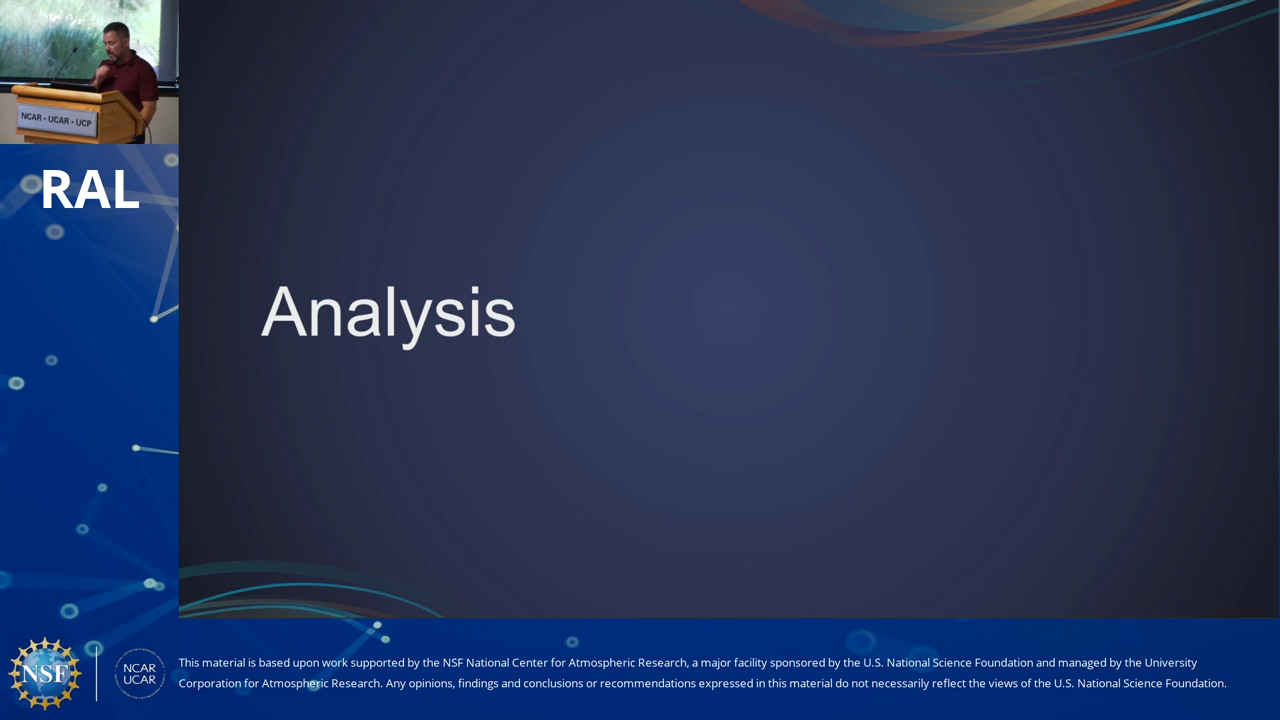 NCAR • UCAR • UCP
RAL
Analysis
NSF
NCAR
UCAR
This material is based upon work supported by the NSF National Center for Atmospheric Research, a major facility sponsored by the U.S. National Science Foundation and managed by the University
Corporation for Atmospheric Research. Any opinions, findings and conclusions or recommendations expressed in this material do not necessarily reflect the views of the U.S. National Science Foundation.